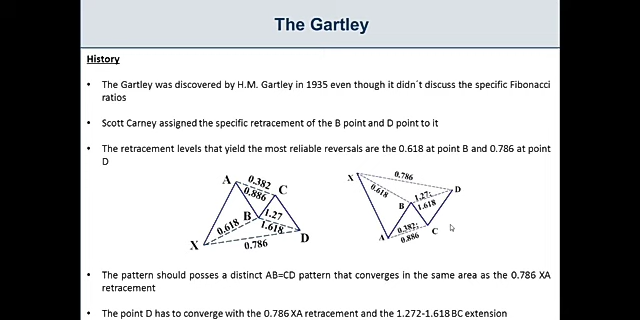 The Gartley
History
• The Gartley was discovered by H.M. Gartley in 1935 even though it didn´t discuss the specific Fibonacci
ratios
• Scott Carney assigned the specific retracement of the B point and D point to it
• The retracement levels that yield the most reliable reversals are the 0.618 at point B and 0.786 at point
D
A 0.382 C
0.886
B 1.27
0.618 1.618
X 0.786 D
X 0.786
0.618 D
B 1.27; 1.618
0.382; C
A 0.886
• The pattern should posses a distinct AB=CD pattern that converges in the same area as the 0.786 XA
retracement
• The point D has to converge with the 0.786 XA retracement and the 1.272-1.618 BC extension